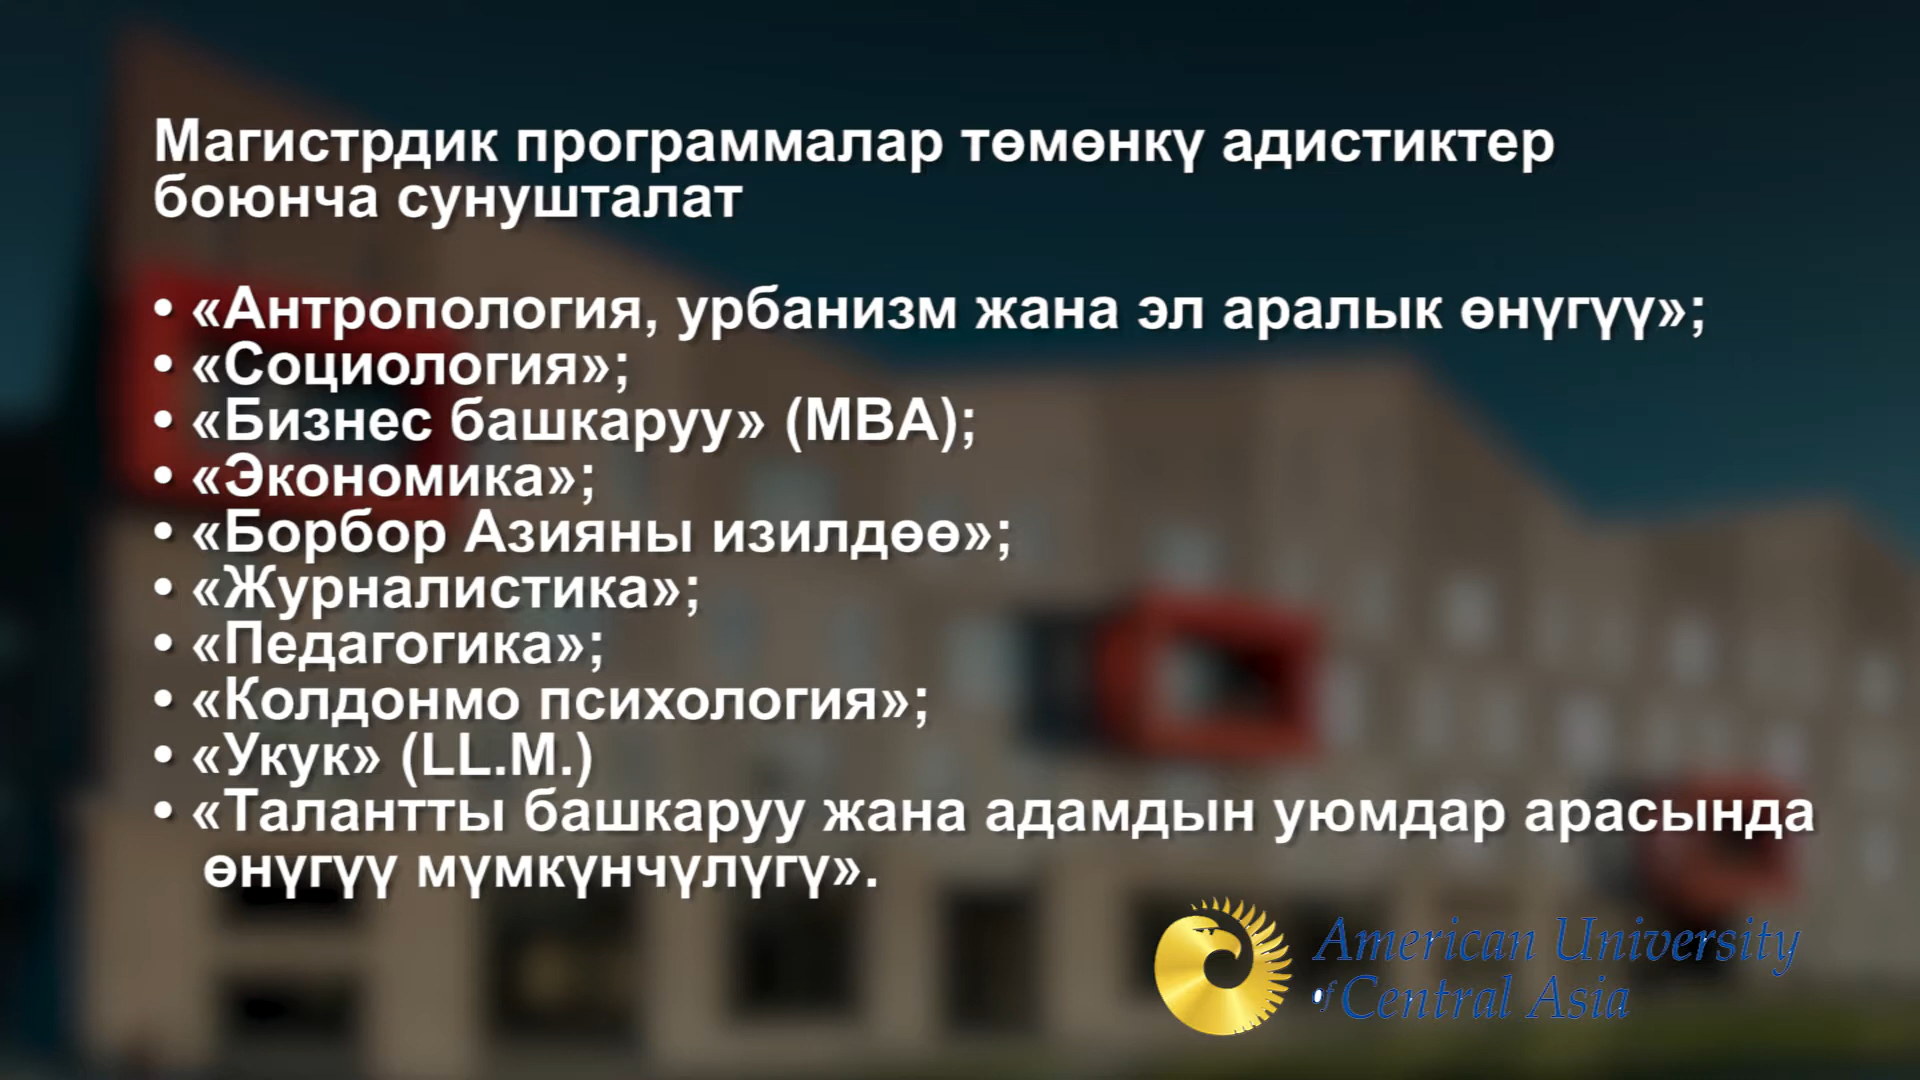 Магистрдик программалар төмөнкү адистиктер
боюнча сунушталат
• «Антропология, урбанизм жана эл аралык өнүгүү»;
• «Социология»;
• «Бизнес башкаруу» (МВА);
• «Экономика»;
• «Борбор Азияны изилдөө»;
• «Журналистика»;
• «Педагогика»;
• «Колдонмо психология»;
• «Укук» (LL.M.)
• «Талантты башкаруу жана адамдын уюмдар арасында
өнүгүү мүмкүнчүлүгү».
American University
of Central Asia